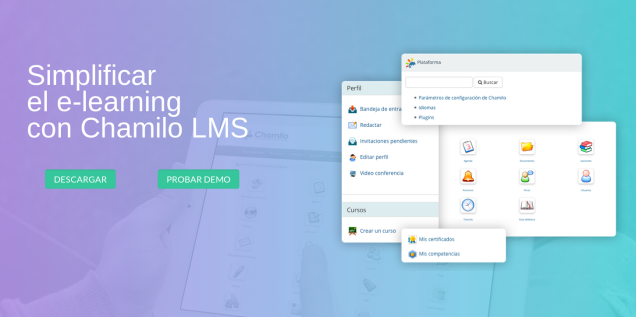 Simplificar
el e-learning
con Chamilo LMS
DESCARGAR
PROBAR DEMO
Plataforma
Buscar
Parámetros de configuración de Chamilo
Idiomas
Plugins
Perfil
Bandeja de entra
Redactar
Invitaciones pendientes
Editar perfil
Video conferencia
Cursos
Crear un curso
Mis certificados
Mis competencias